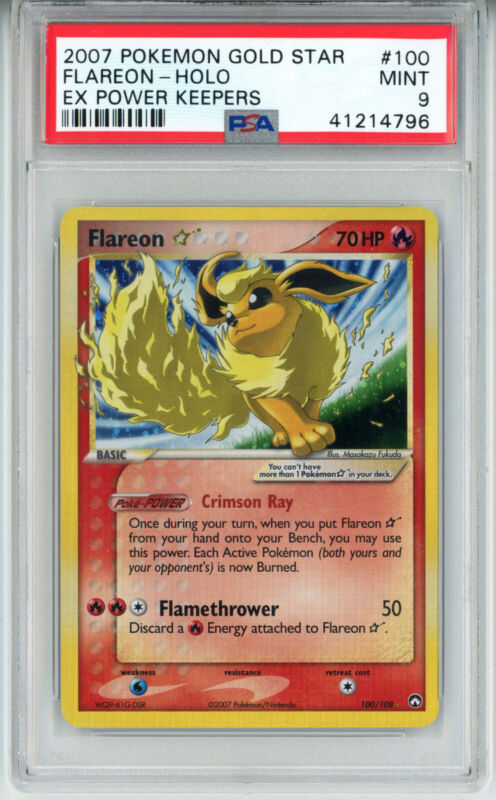 2007 POKEMON GOLD STAR #100
FLAREON - HOLO MINT
EX POWER KEEPERS 9
PSA 41214796
Flareon ☆ 70 HP
BASIC
Illus. Masakazu Fukuda
You can't have
more than 1 Pokémon ☆ in your deck.
Poké-POWER Crimson Ray
Once during your turn, when you put Flareon ☆
from your hand onto your Bench, you may use
this power. Each Active Pokémon (both yours and
your opponent's) is now Burned.
Flamethrower 50
Discard a Energy attached to Flareon ☆.
weakness resistance retreat cost
WQ9-61G-DSR ©2007 Pokémon/Nintendo 100/108